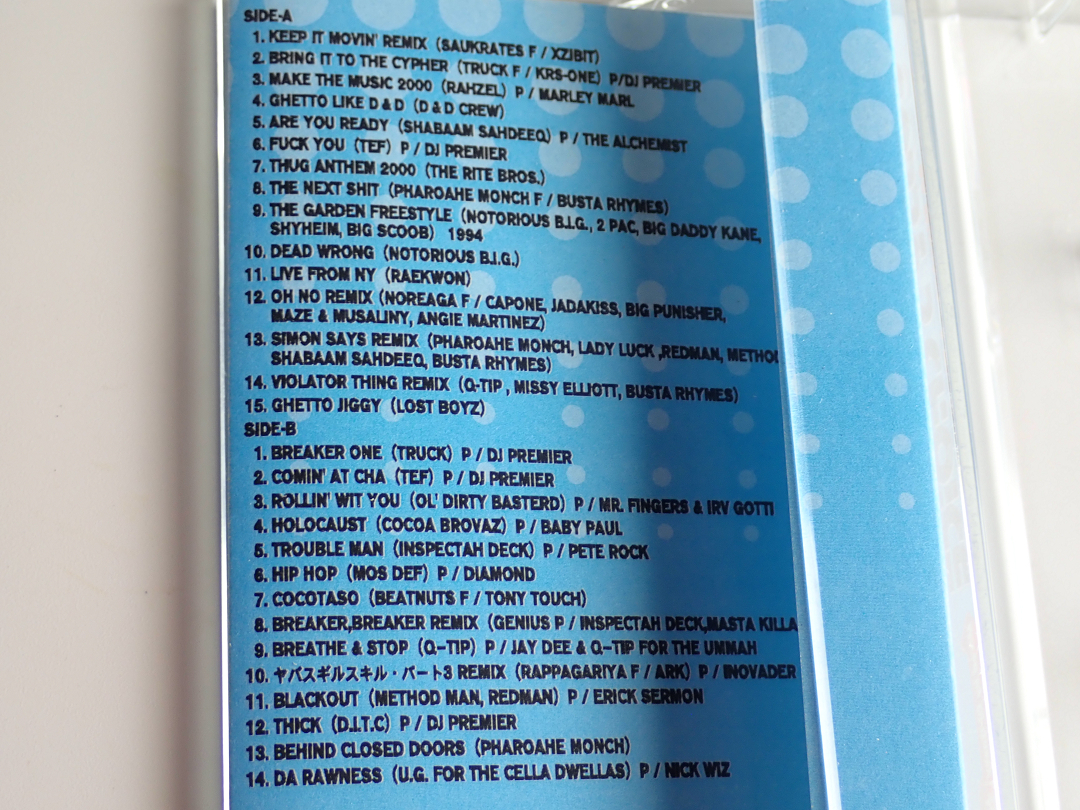 SIDE-A
1. KEEP IT MOVIN' REMIX (SAUKRATES F / XZIBIT)
2. BRING IT TO THE CYPHER (TRUCK F / KRS-ONE) P/DJ PREMIER
3. MAKE THE MUSIC 2000 (RAHZEL) P / MARLEY MARL
4. GHETTO LIKE D & D (D & D CREW)
5. ARE YOU READY (SHABAAM SAHDEEQ) P / THE ALCHEMIST
6. FUCK YOU (TEF) P / DJ PREMIER
7. THUG ANTHEM 2000 (THE RITE BROS.)
8. THE NEXT SHIT (PHAROAHE MONCH F / BUSTA RHYMES)
9. THE GARDEN FREESTYLE (NOTORIOUS B.I.G., 2 PAC, BIG DADDY KANE,
SHYHEIM, BIG SCOOB) 1994
10. DEAD WRONG (NOTORIOUS B.I.G.)
11. LIVE FROM NY (RAEKWON)
12. OH NO REMIX (NOREAGA F / CAPONE, JADAKISS, BIG PUNISHER,
MAZE & MUSALINY, ANGIE MARTINEZ)
13. SIMON SAYS REMIX (PHAROAHE MONCH, LADY LUCK ,REDMAN, METHOD
SHABAAM SAHDEEQ, BUSTA RHYMES)
14. VIOLATOR THING REMIX (Q-TIP , MISSY ELLIOTT, BUSTA RHYMES)
15. GHETTO JIGGY (LOST BOYZ)
SIDE-B
1. BREAKER ONE (TRUCK) P / DJ PREMIER
2. COMIN' AT CHA (TEF) P / DJ PREMIER
3. ROLLIN' WIT YOU (OL' DIRTY BASTERD) P / MR. FINGERS & IRV GOTTI
4. HOLOCAUST (COCOA BROVAZ) P / BABY PAUL
5. TROUBLE MAN (INSPECTAH DECK) P / PETE ROCK
6. HIP HOP (MOS DEF) P / DIAMOND
7. COCOTASO (BEATNUTS F / TONY TOUCH)
8. BREAKER,BREAKER REMIX (GENIUS P / INSPECTAH DECK,MASTA KILLA
9. BREATHE & STOP (Q-TIP) P / JAY DEE & Q-TIP FOR THE UMMAH
10. ヤバスギルスキル・パート3 REMIX (RAPPAGARIYA F / ARK) P / INOVADER
11. BLACKOUT (METHOD MAN, REDMAN) P / ERICK SERMON
12. THICK (D.I.T.C) P / DJ PREMIER
13. BEHIND CLOSED DOORS (PHAROAHE MONCH)
14. DA RAWNESS (U.G. FOR THE CELLA DWELLAS) P / NICK WIZ